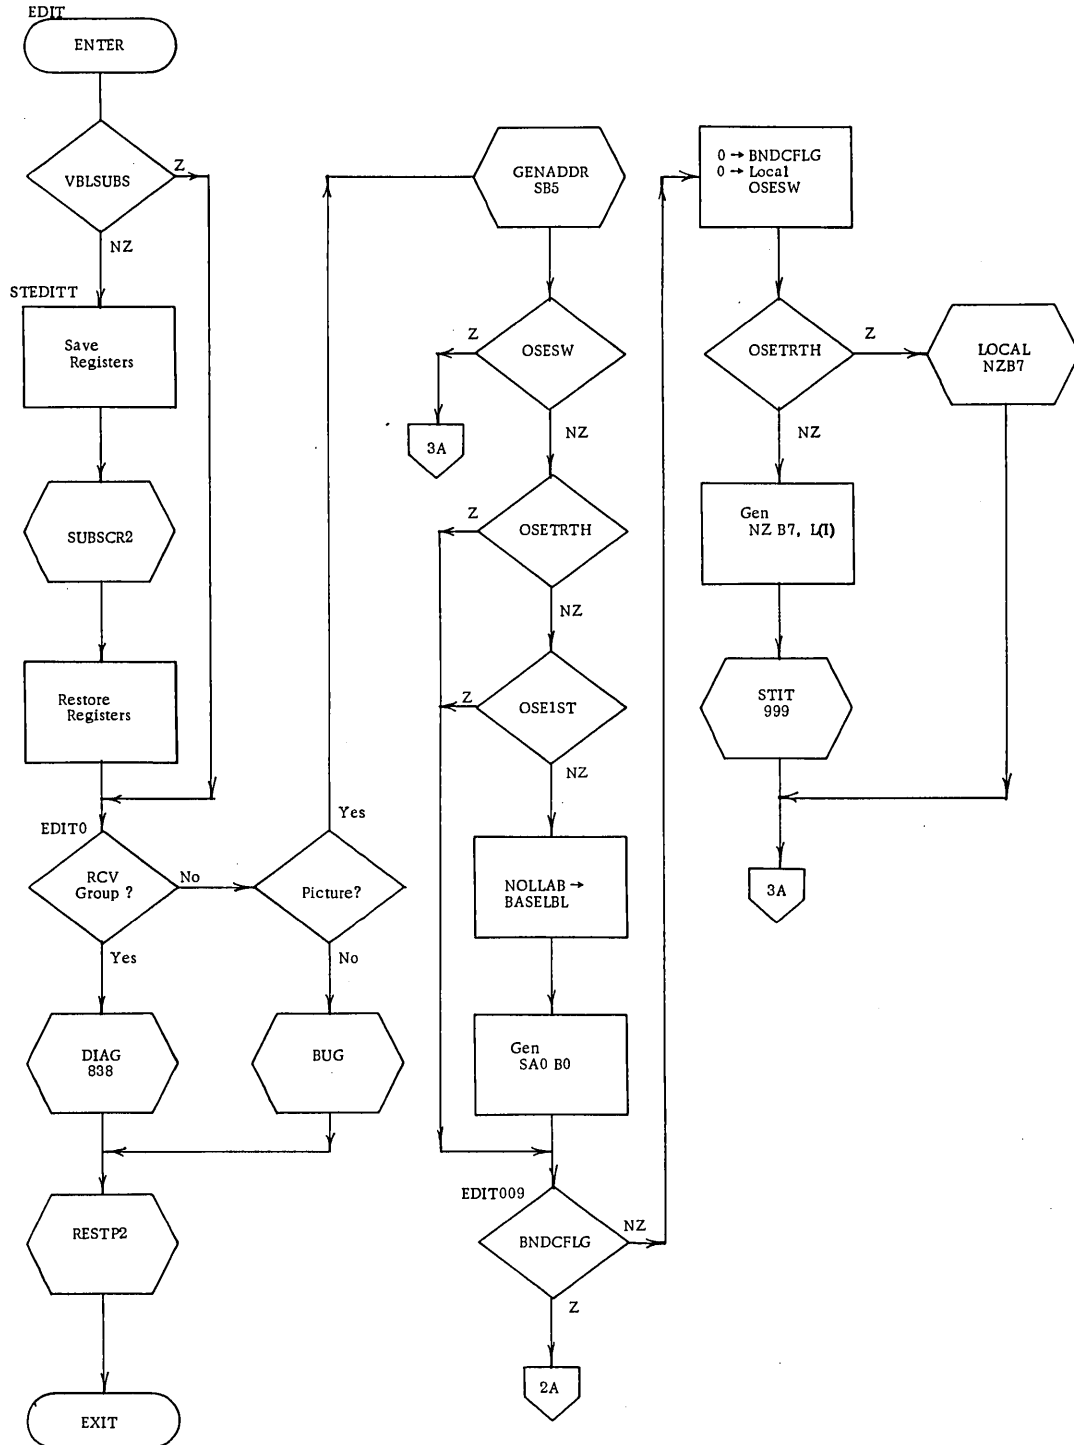 EDIT
ENTER
VBLSUBS
Z
NZ
STEDITT
Save
Registers
SUBSCR2
Restore
Registers
EDIT0
RCV
Group ?
No
Yes
DIAG
838
RESTP2
EXIT
Picture?
Yes
No
BUG
GENADDR
SB5
OSESW
Z
3A
NZ
OSETRTH
Z
NZ
OSE1ST
Z
NZ
NOLLAB →
BASELBL
Gen
SA0 B0
EDIT009
BNDCFLG
NZ
Z
2A
0 → BNDCFLG
0 → Local
OSESW
OSETRTH
Z
LOCAL
NZB7
NZ
Gen
NZ B7, L(I)
STIT
999
3A